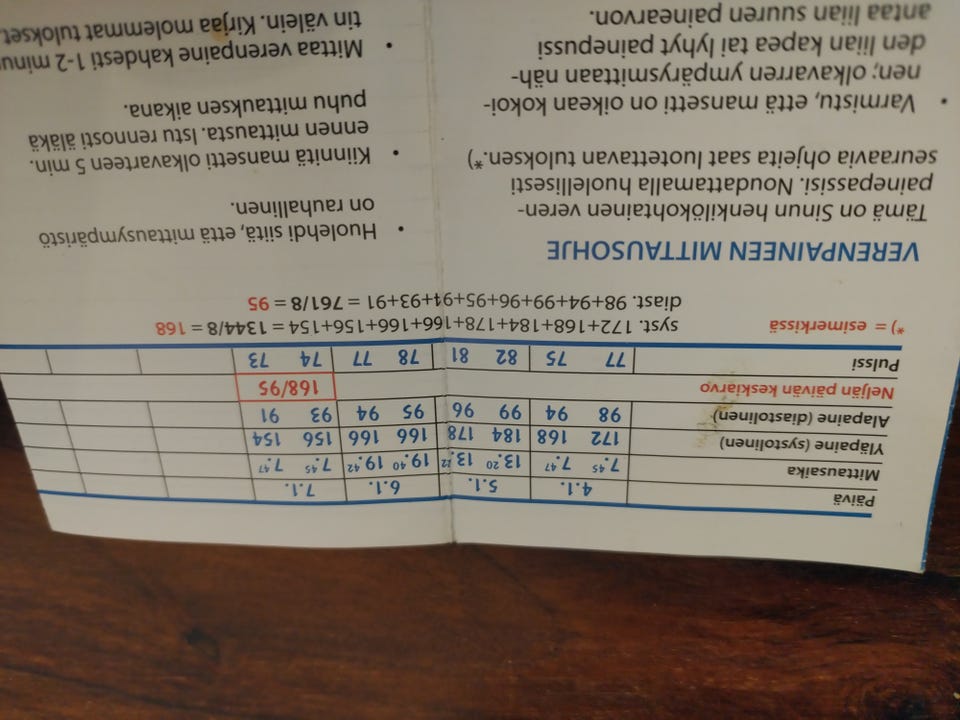 Päivä 4.1. 5.1. 6.1. 7.1.
Mittausaika 7.45 7.47 13.20 13.22 19.40 19.42 7.45 7.47
Yläpaine (systolinen) 172 168 184 178 166 166 156 154
Alapaine (diastolinen) 98 94 99 96 95 94 93 91
Neljän päivän keskiarvo 168/95
Pulssi 77 75 82 81 78 77 74 73
*) = esimerkissä syst. 172+168+184+178+166+166+156+154 = 1344/8 = 168
diast. 98+94+99+96+95+94+93+91 = 761/8 = 95
VERENPAINEEN MITTAUSOHJE
Tämä on Sinun henkilökohtainen veren-
painepassisi. Noudattamalla huolellisesti
seuraavia ohjeita saat luotettavan tuloksen.*)
• Varmistu, että mansetti on oikean kokoi-
nen; olkavarren ympärysmittaan näh-
den liian kapea tai lyhyt painepussi
antaa liian suuren painearvon.
• Huolehdi siitä, että mittausympäristö
on rauhallinen.
• Kiinnitä mansetti olkavarteen 5 min.
ennen mittausta. Istu rennosti äläkä
puhu mittauksen aikana.
• Mittaa verenpaine kahdesti 1-2 minu
tin välein. Kirjaa molemmat tulokset.